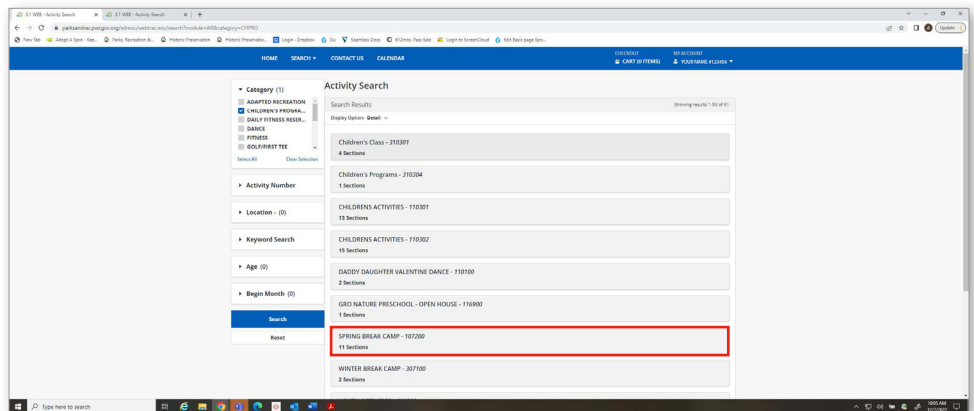 3.1 WEB - Activity Search
3.1 WEB - Activity Search
parksandrec.pwcgov.org/wbwsc/webtrac.wsc/search?module=AR&category=CHPRO
Update
New Tab
Parks, Recreation &...
Historic Preservation
Historic Preservatio...
Login - Dropbox
Seamless Docs
Login to ScreenCloud
Edit Basic page Spo...
HOME SEARCH CONTACT US CALENDAR
CHECKOUT
CART (0 ITEMS)
MY ACCOUNT
YOUR NAME #123456
Category (1)
ADAPTED RECREATION
CHILDREN'S PROGRA...
DAILY FITNESS RESER...
DANCE
FITNESS
GOLF/FIRST TEE
Select All Clear Selection
Activity Number
Location - (0)
Keyword Search
Age (0)
Begin Month (0)
Search
Reset
Activity Search
Search Results Showing results 1-50 of 91
Display Option: Detail
Children's Class - 310301
4 Sections
Children's Programs - 310304
1 Sections
CHILDRENS ACTIVITIES - 110301
13 Sections
CHILDRENS ACTIVITIES - 110302
15 Sections
DADDY DAUGHTER VALENTINE DANCE - 110100
2 Sections
GRO NATURE PRESCHOOL - OPEN HOUSE - 116900
1 Sections
SPRING BREAK CAMP - 107200
11 Sections
WINTER BREAK CAMP - 307100
2 Sections
Type here to search
10:05 AM